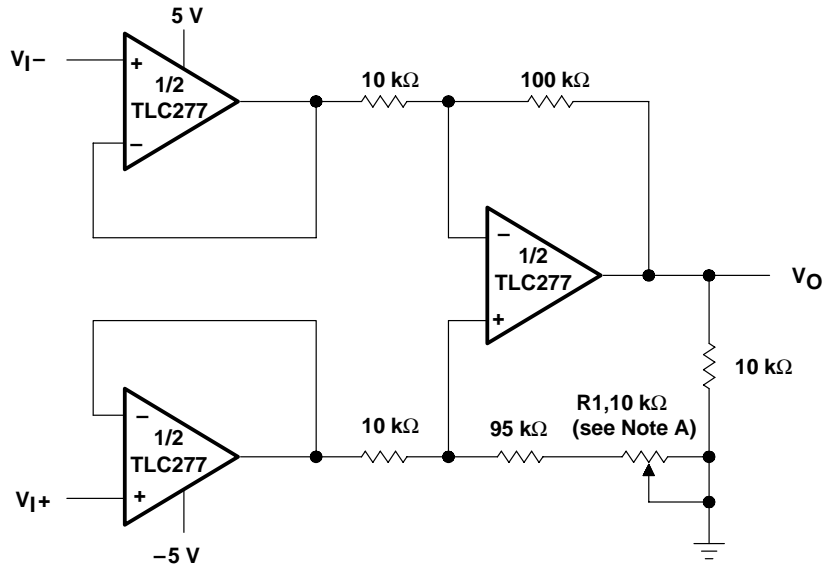 5 V
VI−
+
1/2
TLC277
−
10 kΩ
100 kΩ
−
1/2
TLC277
+
VO
10 kΩ
R1,10 kΩ
(see Note A)
−
1/2
TLC277
+
10 kΩ
95 kΩ
VI+
−5 V